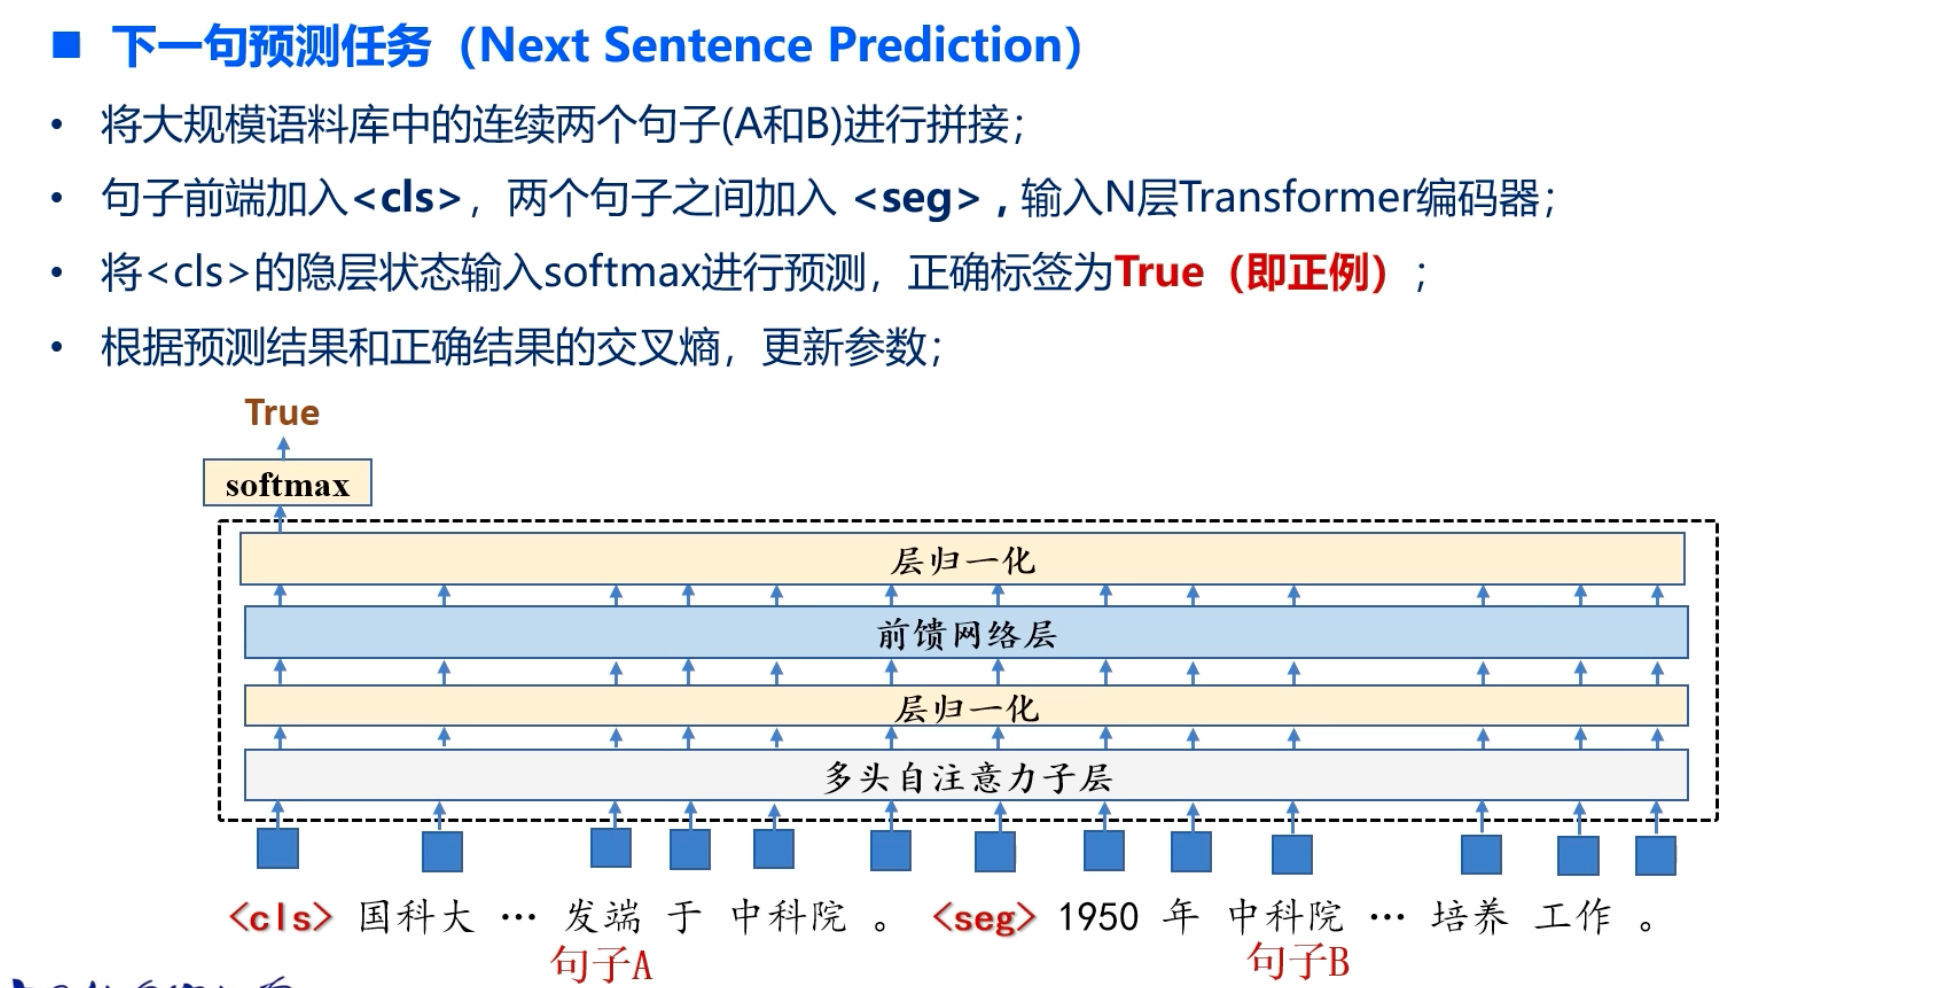 下一句预测任务（Next Sentence Prediction）
• 将大规模语料库中的连续两个句子(A和B)进行拼接；
• 句子前端加入<cls>，两个句子之间加入 <seg> , 输入N层Transformer编码器；
• 将<cls>的隐层状态输入softmax进行预测，正确标签为True（即正例）；
• 根据预测结果和正确结果的交叉熵，更新参数；
True
softmax
层归一化
前馈网络层
层归一化
多头自注意力子层
<cls> 国科大 … 发端 于 中科院 。 <seg> 1950 年 中科院 … 培养 工作 。
句子A 句子B